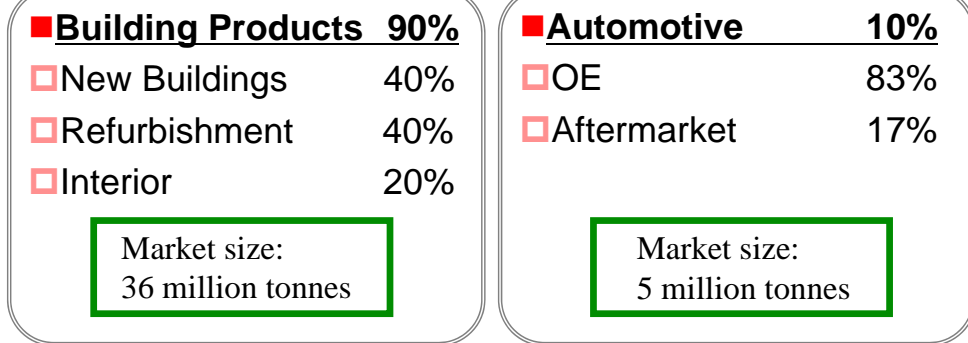 Building Products 90%
New Buildings 40%
Refurbishment 40%
Interior 20%
Market size:
36 million tonnes
Automotive 10%
OE 83%
Aftermarket 17%
Market size:
5 million tonnes